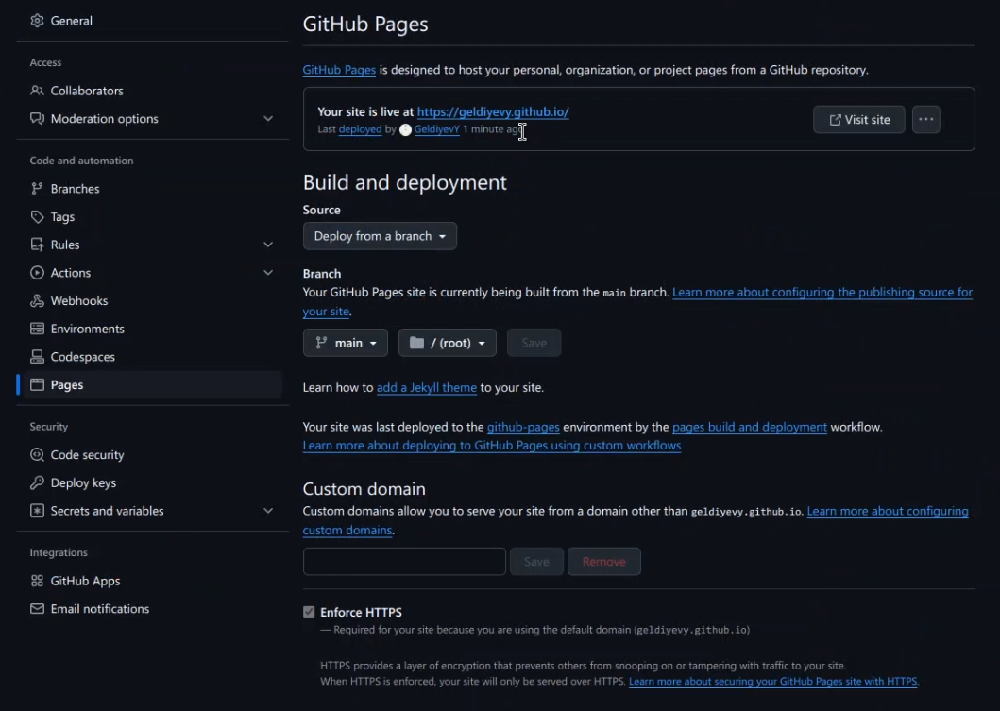 General
Access
Collaborators
Moderation options
Code and automation
Branches
Tags
Rules
Actions
Webhooks
Environments
Codespaces
Pages
Security
Code security
Deploy keys
Secrets and variables
Integrations
GitHub Apps
Email notifications
GitHub Pages
GitHub Pages is designed to host your personal, organization, or project pages from a GitHub repository.
Your site is live at https://geldiyevy.github.io/
Last deployed by GeldiyevY 1 minute ago
Visit site
Build and deployment
Source
Deploy from a branch
Branch
Your GitHub Pages site is currently being built from the main branch. Learn more about configuring the publishing source for
your site.
main / (root) Save
Learn how to add a Jekyll theme to your site.
Your site was last deployed to the github-pages environment by the pages build and deployment workflow.
Learn more about deploying to GitHub Pages using custom workflows
Custom domain
Custom domains allow you to serve your site from a domain other than geldiyevy.github.io. Learn more about configuring
custom domains.
Save Remove
Enforce HTTPS
— Required for your site because you are using the default domain (geldiyevy.github.io)
HTTPS provides a layer of encryption that prevents others from snooping on or tampering with traffic to your site.
When HTTPS is enforced, your site will only be served over HTTPS. Learn more about securing your GitHub Pages site with HTTPS.